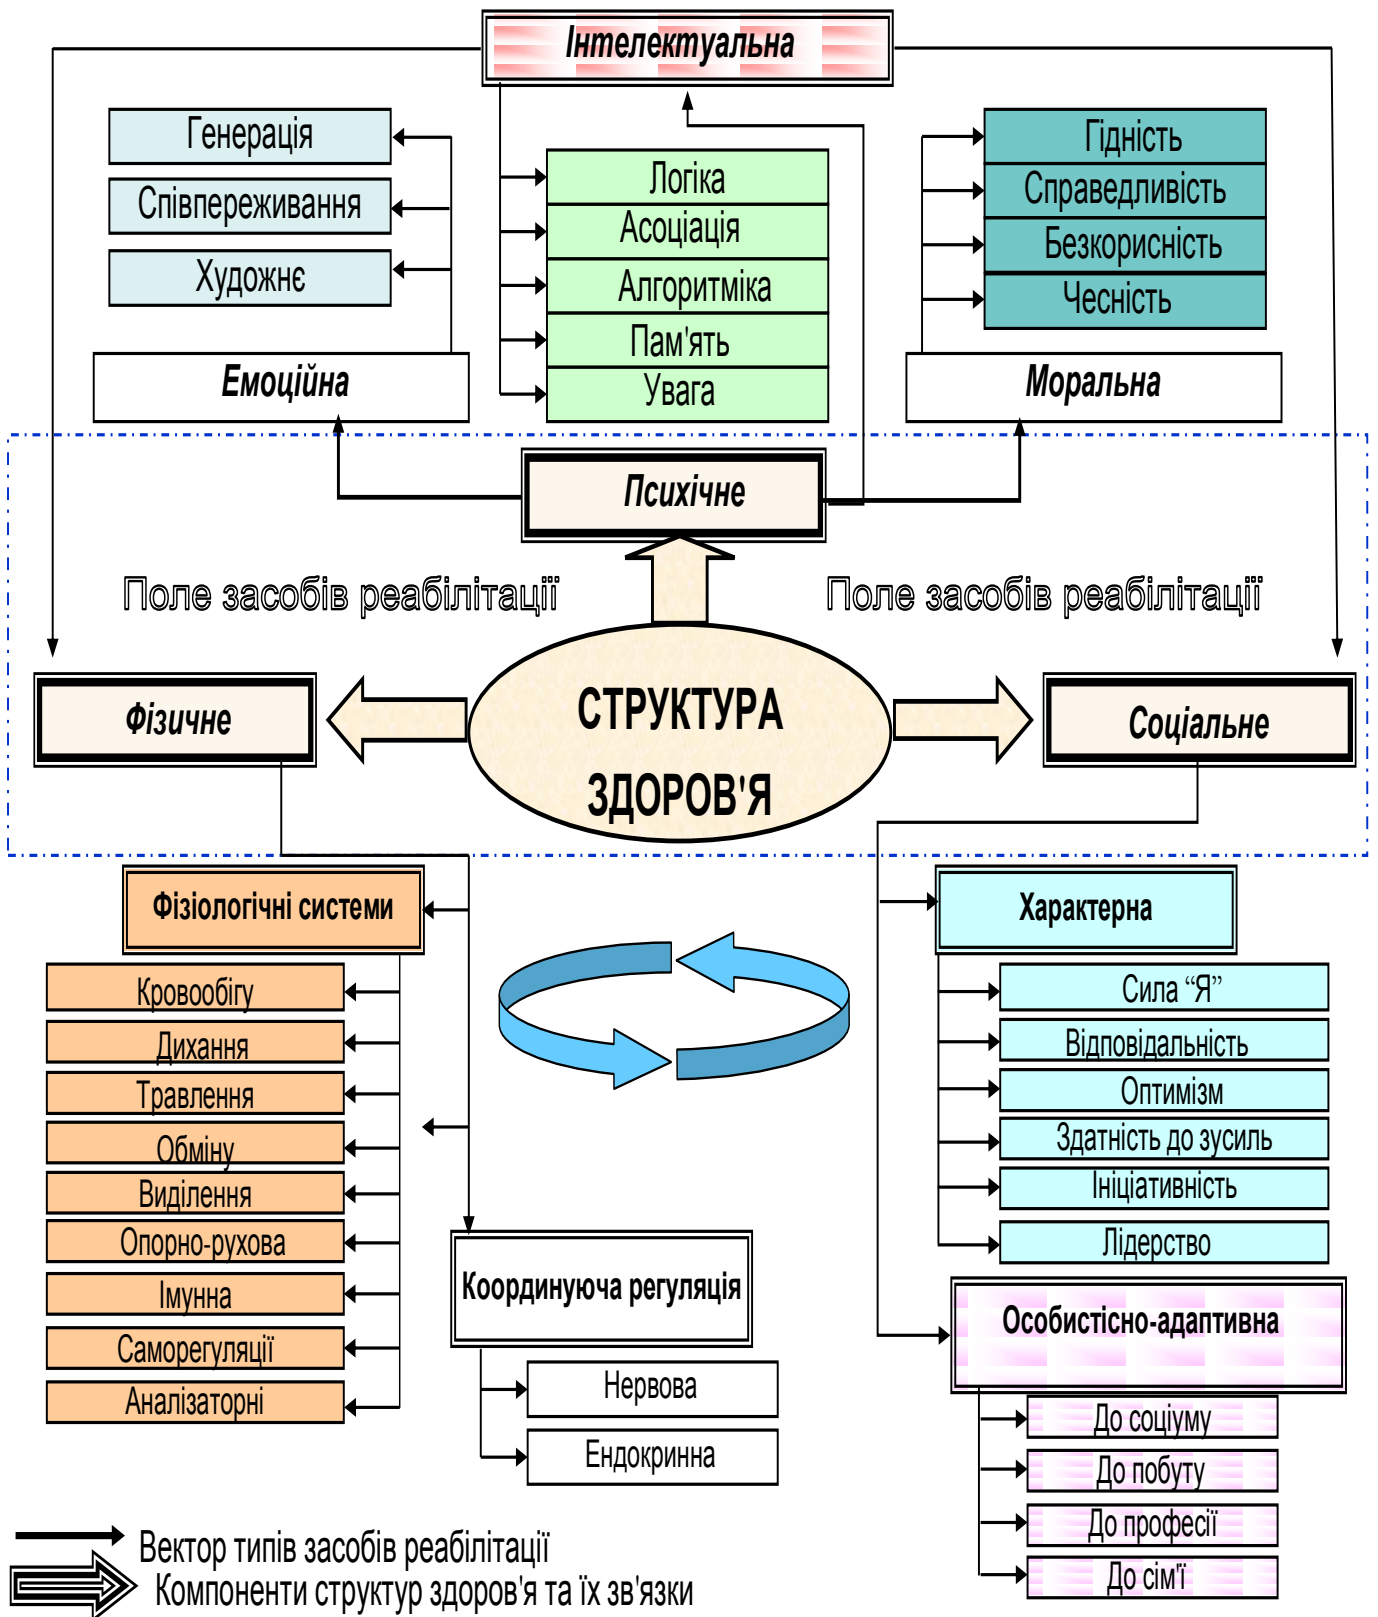 Інтелектуальна
Генерація
Співпереживання
Художнє
Емоційна
Логіка
Асоціація
Алгоритміка
Пам'ять
Увага
Гідність
Справедливість
Безкорисність
Чесність
Моральна
Психічне
Поле засобів реабілітації
Поле засобів реабілітації
Фізичне
СТРУКТУРА
ЗДОРОВ'Я
Соціальне
Фізіологічні системи
Кровообігу
Дихання
Травлення
Обміну
Виділення
Опорно-рухова
Імунна
Саморегуляції
Аналізаторні
Координуюча регуляція
Нервова
Ендокринна
Характерна
Сила “Я”
Відповідальність
Оптимізм
Здатність до зусиль
Ініціативність
Лідерство
Особистісно-адаптивна
До соціуму
До побуту
До професії
До сім'ї
Вектор типів засобів реабілітації
Компоненти структур здоров'я та їх зв'язки